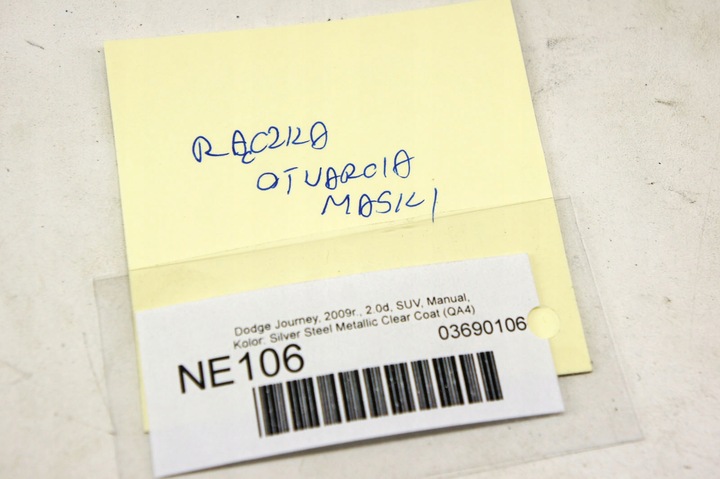 RĄCZKA
OTWARCIA
MASKI
Dodge Journey, 2009r., 2.0d, SUV, Manual,
Kolor: Silver Steel Metallic Clear Coat (QA4)
03690106
NE106